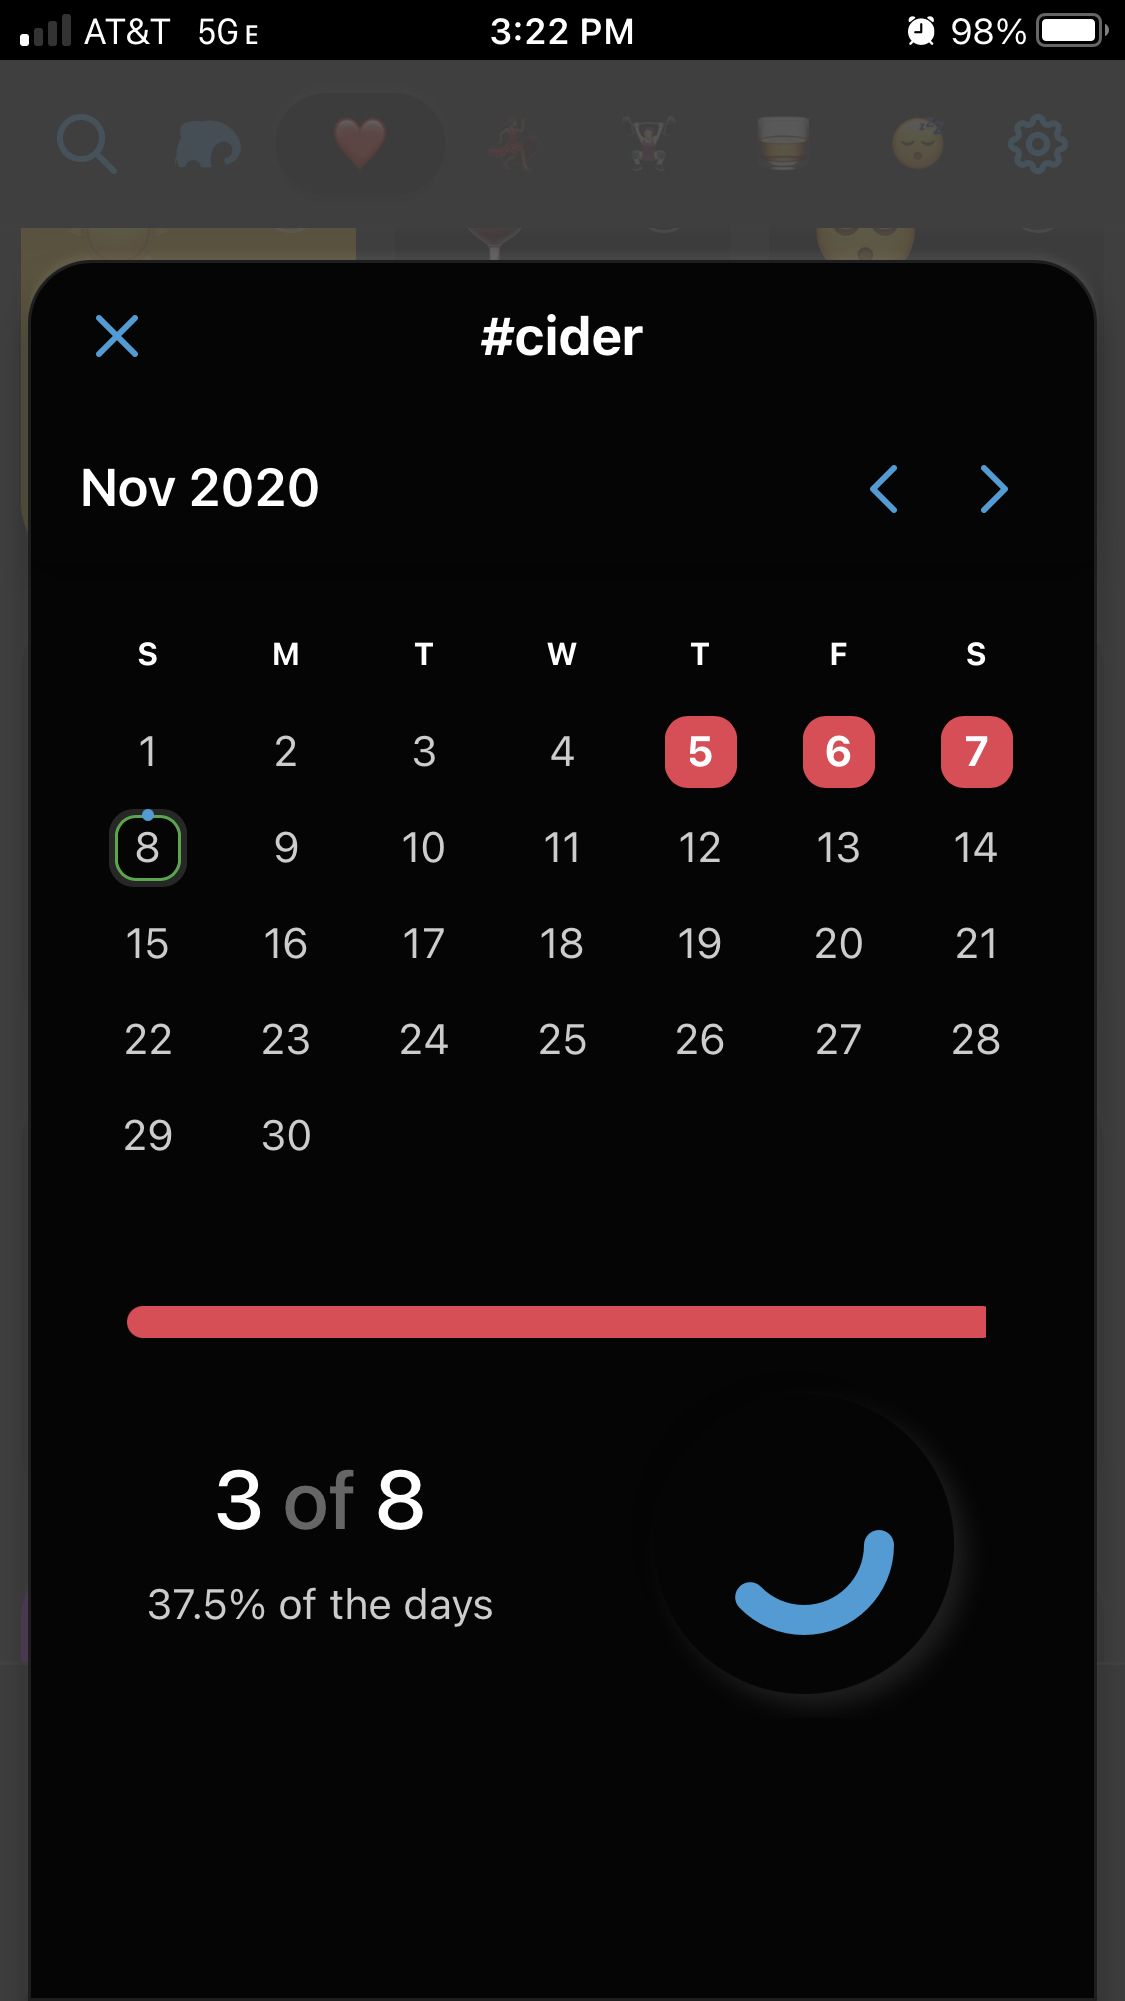 AT&T 5G E 3:22 PM 98%
#cider
Nov 2020
S M T W T F S
1 2 3 4 5 6 7
8 9 10 11 12 13 14
15 16 17 18 19 20 21
22 23 24 25 26 27 28
29 30
3 of 8
37.5% of the days